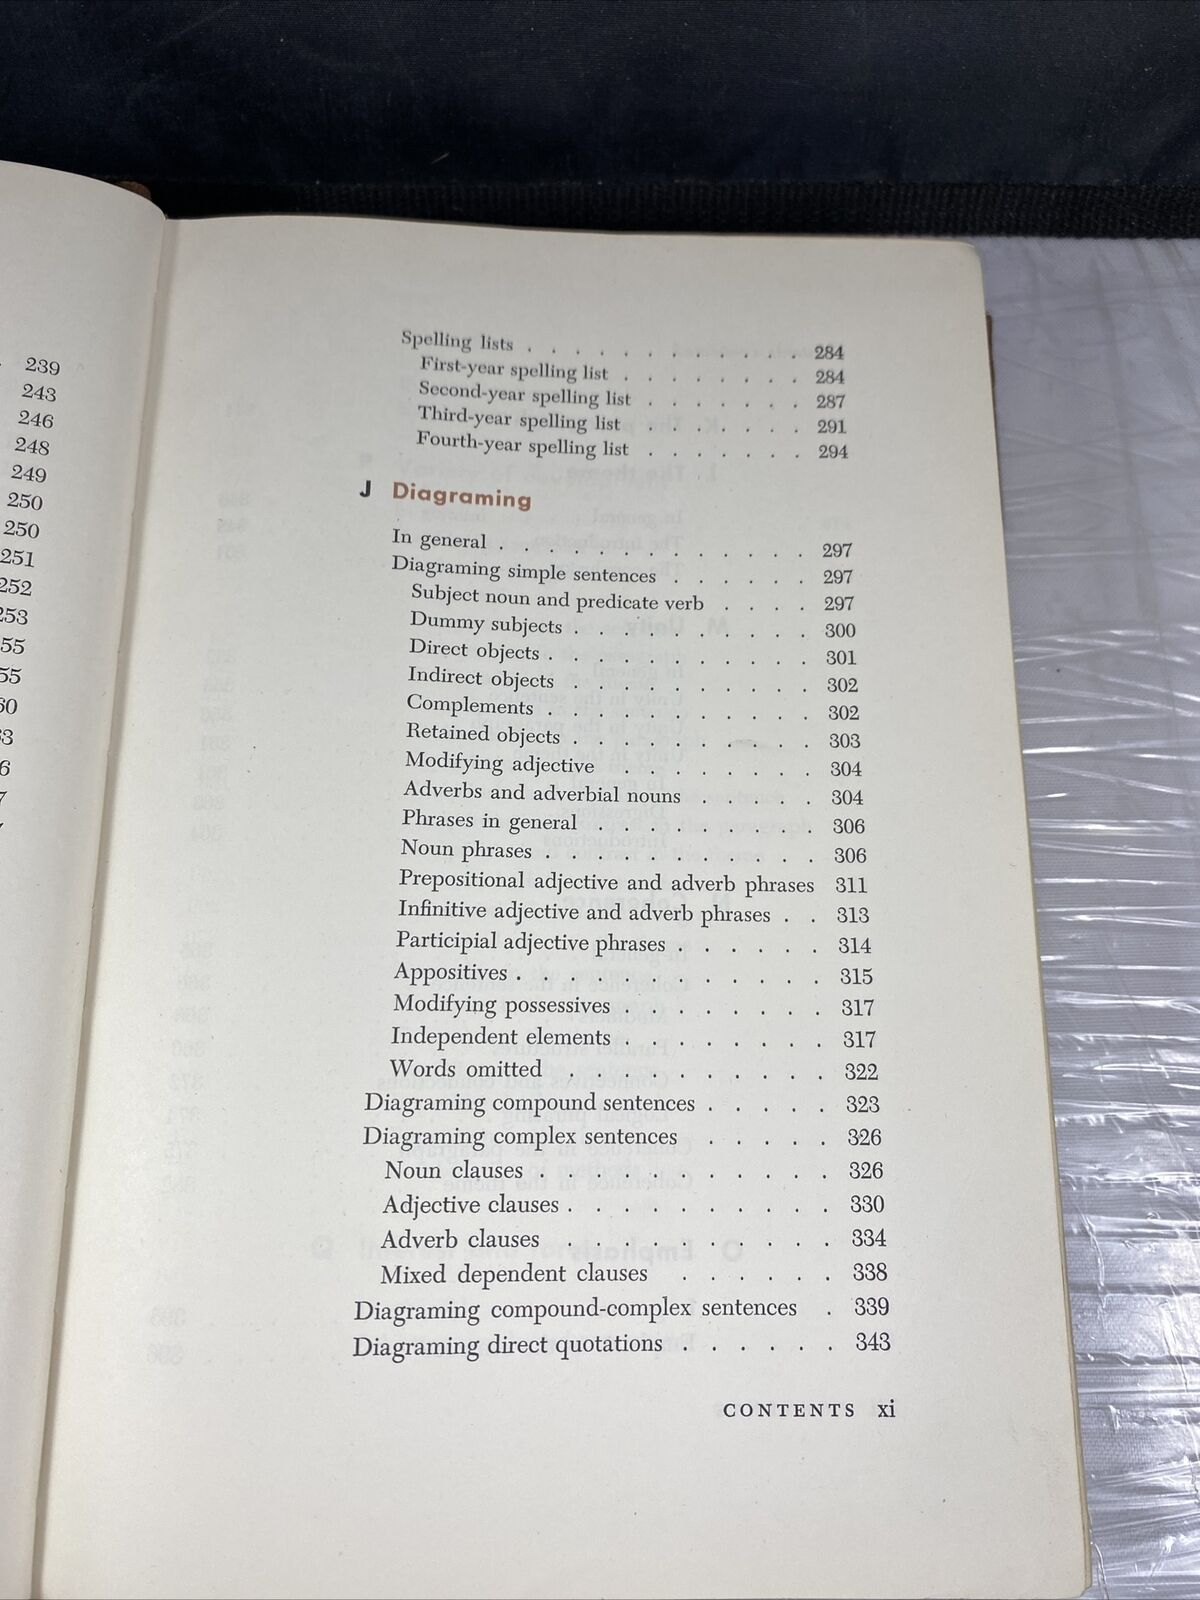 239
243
246
248
249
250
250
251
252
253
55
55
60
3
6
7
Spelling lists . . . . . . . . . . . . 284
First-year spelling list . . . . . . . . 284
Second-year spelling list . . . . . . . 287
Third-year spelling list . . . . . . . 291
Fourth-year spelling list . . . . . . . 294
J Diagraming
In general . . . . . . . . . . . . . 297
Diagraming simple sentences . . . . . . 297
Subject noun and predicate verb . . . . 297
Dummy subjects . . . . . . . . . . 300
Direct objects . . . . . . . . . . . 301
Indirect objects . . . . . . . . . . 302
Complements . . . . . . . . . . . 302
Retained objects . . . . . . . . . . 303
Modifying adjective . . . . . . . . 304
Adverbs and adverbial nouns . . . . . 304
Phrases in general . . . . . . . . . 306
Noun phrases . . . . . . . . . . . 306
Prepositional adjective and adverb phrases 311
Infinitive adjective and adverb phrases . . 313
Participial adjective phrases . . . . . . 314
Appositives . . . . . . . . . . . . 315
Modifying possessives . . . . . . . . 317
Independent elements . . . . . . . . 317
Words omitted . . . . . . . . . . 322
Diagraming compound sentences . . . . . 323
Diagraming complex sentences . . . . . 326
Noun clauses . . . . . . . . . . . 326
Adjective clauses . . . . . . . . . . 330
Adverb clauses . . . . . . . . . . 334
Mixed dependent clauses . . . . . . 338
Diagraming compound-complex sentences . 339
Diagraming direct quotations . . . . . . 343
CONTENTS xi